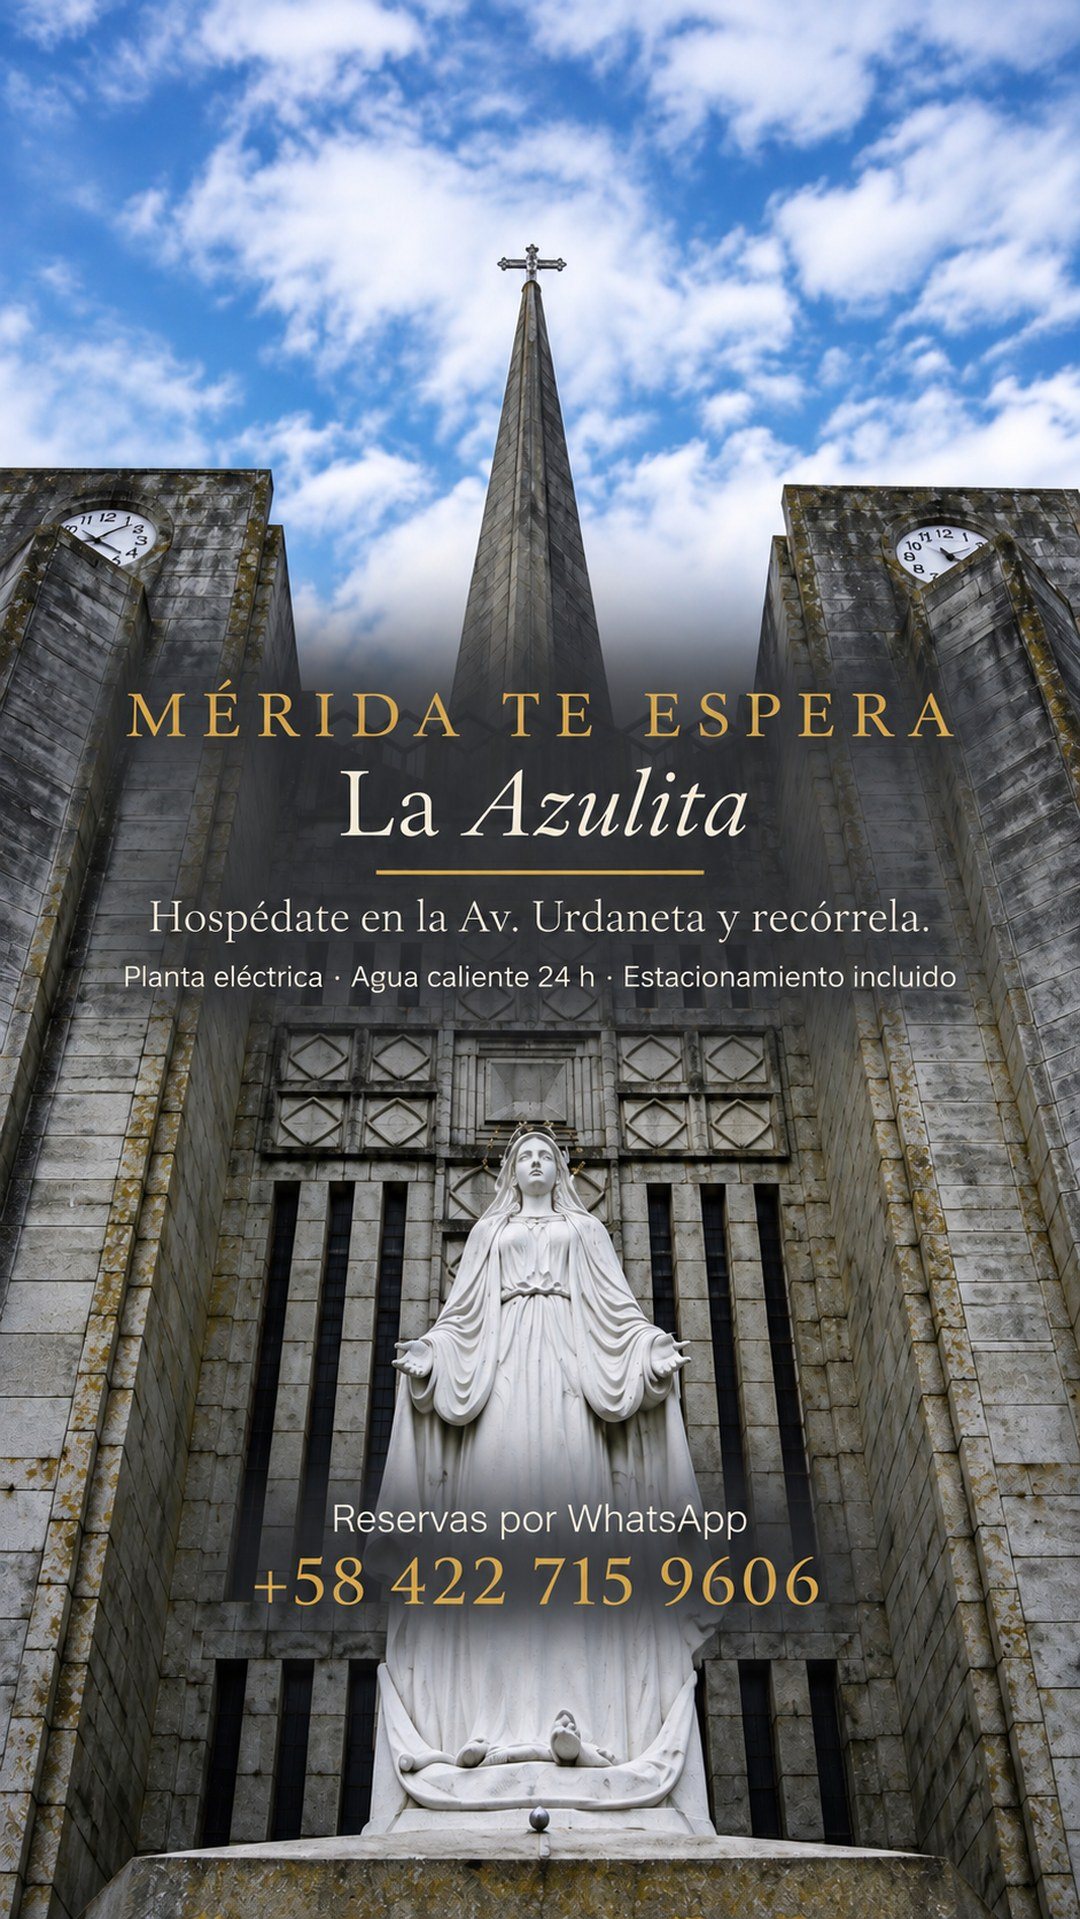 MÉRIDA TE ESPERA
La Azulita
Hospédate en la Av. Urdaneta y recórrela.
Planta eléctrica · Agua caliente 24 h · Estacionamiento incluido
Reservas por WhatsApp
+58 422 715 9606